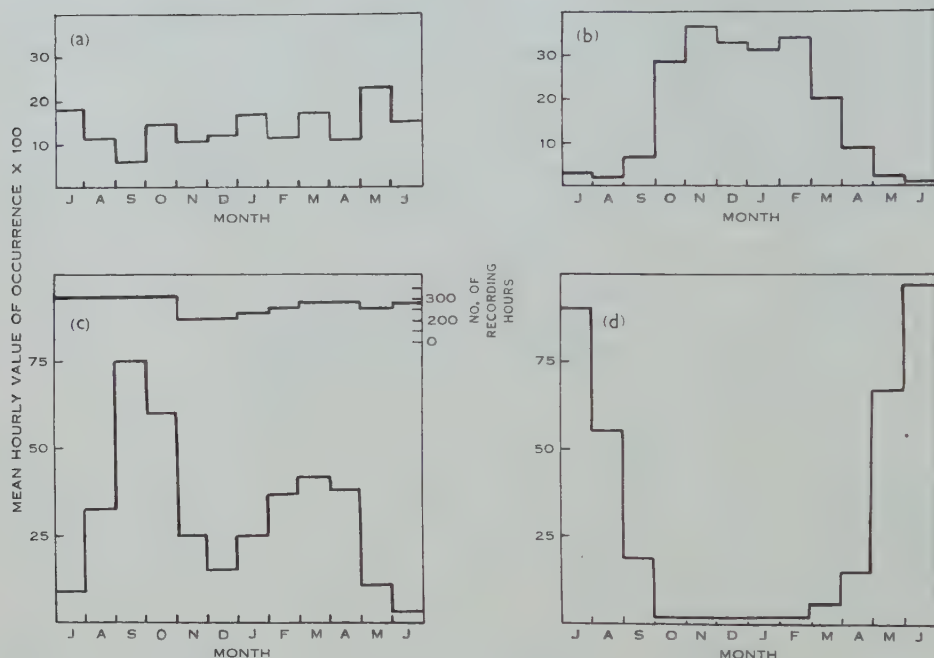 MEAN HOURLY VALUE OF OCCURRENCE X 100
(a)
30
20
10
J A S O N D J F M A M J
MONTH
(b)
30
20
10
J A S O N D J F M A M J
MONTH
(c)
300
200
0
NO. OF
RECORDING
HOURS
75
50
25
J A S O N D J F M A M J
MONTH
(d)
75
50
25
J A S O N D J F M A M J
MONTH